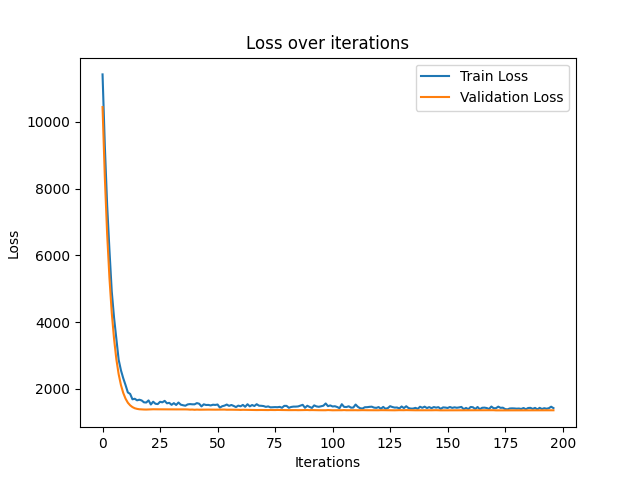 Loss over iterations
Train Loss
Validation Loss
Loss
10000
8000
6000
4000
2000
0 25 50 75 100 125 150 175 200
Iterations